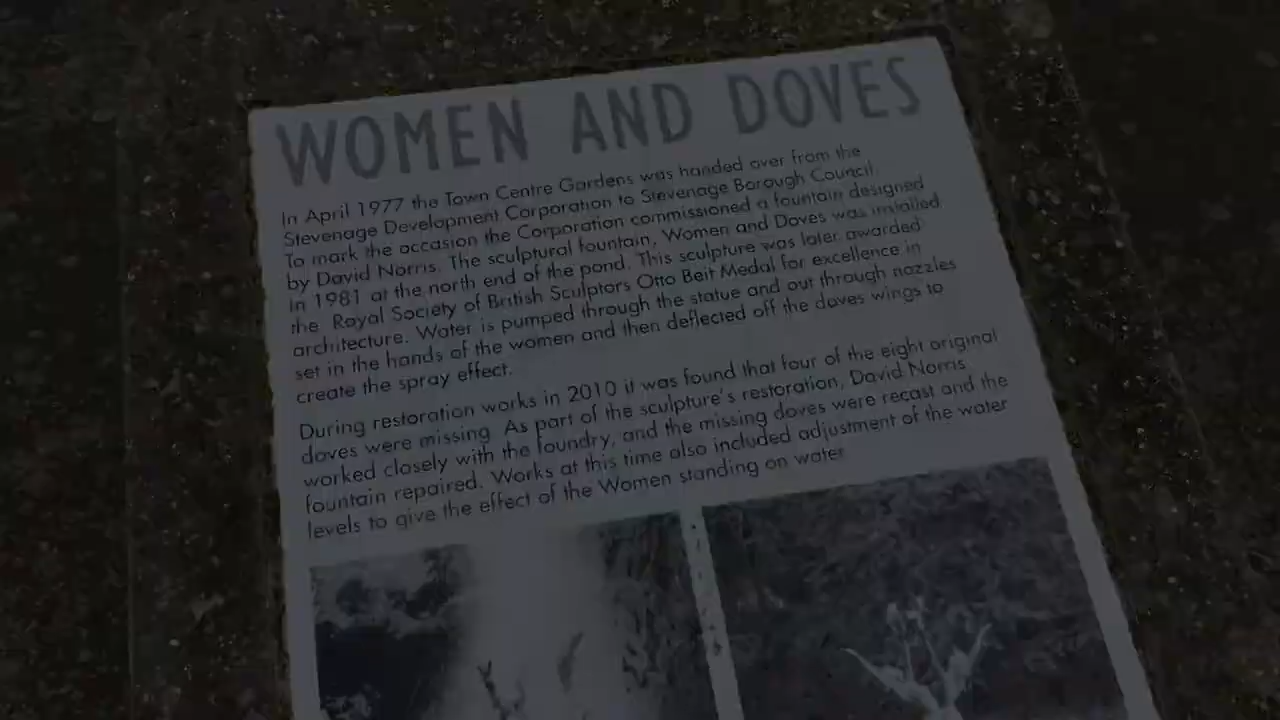 WOMEN AND DOVES
In April 1977 the Town Centre Gardens was handed over from the
Stevenage Development Corporation to Stevenage Borough Council.
To mark the occasion the Corporation commissioned a fountain designed
by David Norris. The sculptural fountain, Women and Doves was installed
in 1981 at the north end of the pond. This sculpture was later awarded
the Royal Society of British Sculptors Otto Beit Medal for excellence in
architecture. Water is pumped through the statue and out through nozzles
set in the hands of the women and then deflected off the doves wings to
create the spray effect.
During restoration works in 2010 it was found that four of the eight original
doves were missing. As part of the sculpture's restoration, David Norris
worked closely with the foundry, and the missing doves were recast and the
fountain repaired. Works at this time also included adjustment of the water
levels to give the effect of the Women standing on water